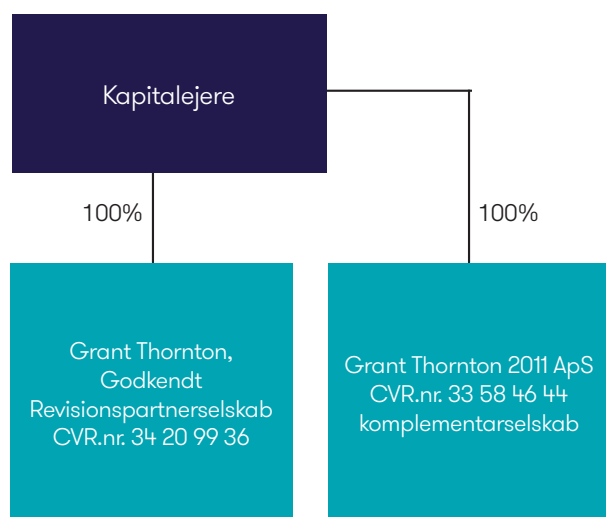 Kapitalejere
100%
100%
Grant Thornton,
Godkendt
Revisionspartnerselskab
CVR.nr. 34 20 99 36
Grant Thornton 2011 ApS
CVR.nr. 33 58 46 44
komplementarselskab